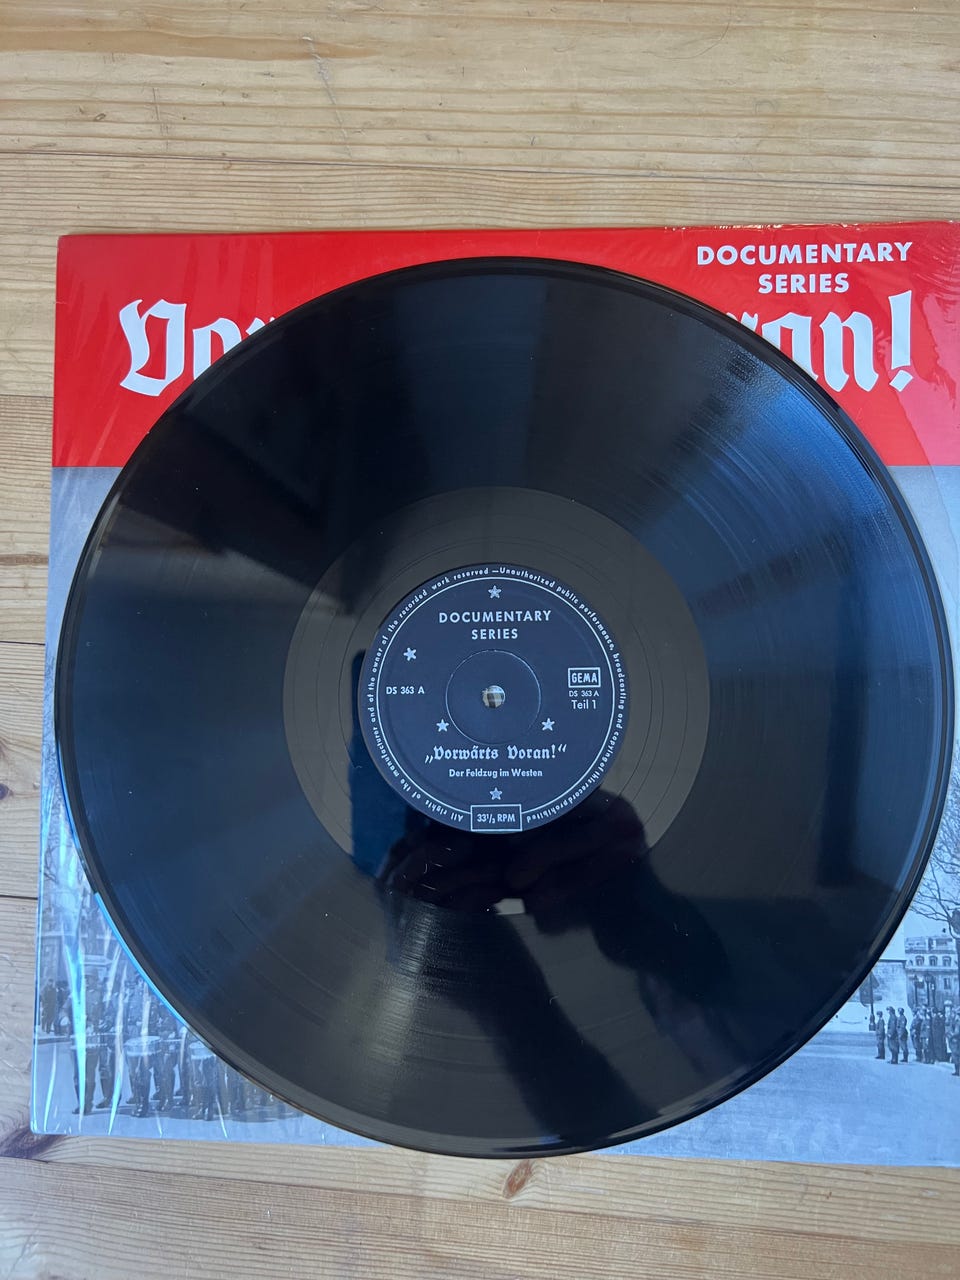 DOCUMENTARY
SERIES
Vor
ran!
All rights of the manufacturer and of the owner of the recorded work reserved – Unauthorized public performance, broadcasting and copying of this record prohibited
DOCUMENTARY
SERIES
DS 363 A
GEMA
DS 363 A
Teil 1
„Vorwärts Voran!“
Der Feldzug im Westen
33⅓ RPM